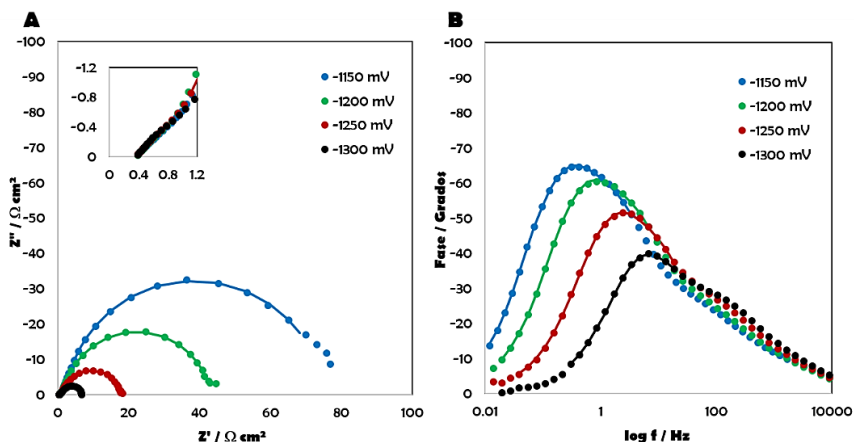 A
-100
-90
-80
-70
-60
-50
-40
-30
-20
-10
0
0
20
40
60
80
100
Z'' / Ω cm²
Z' / Ω cm²
-1.2
-0.8
-0.4
0
0
0.4
0.8
1.2
-1150 mV
-1200 mV
-1250 mV
-1300 mV
B
-100
-90
-80
-70
-60
-50
-40
-30
-20
-10
0
0.01
1
100
10000
Fase / Grados
log f / Hz
-1150 mV
-1200 mV
-1250 mV
-1300 mV